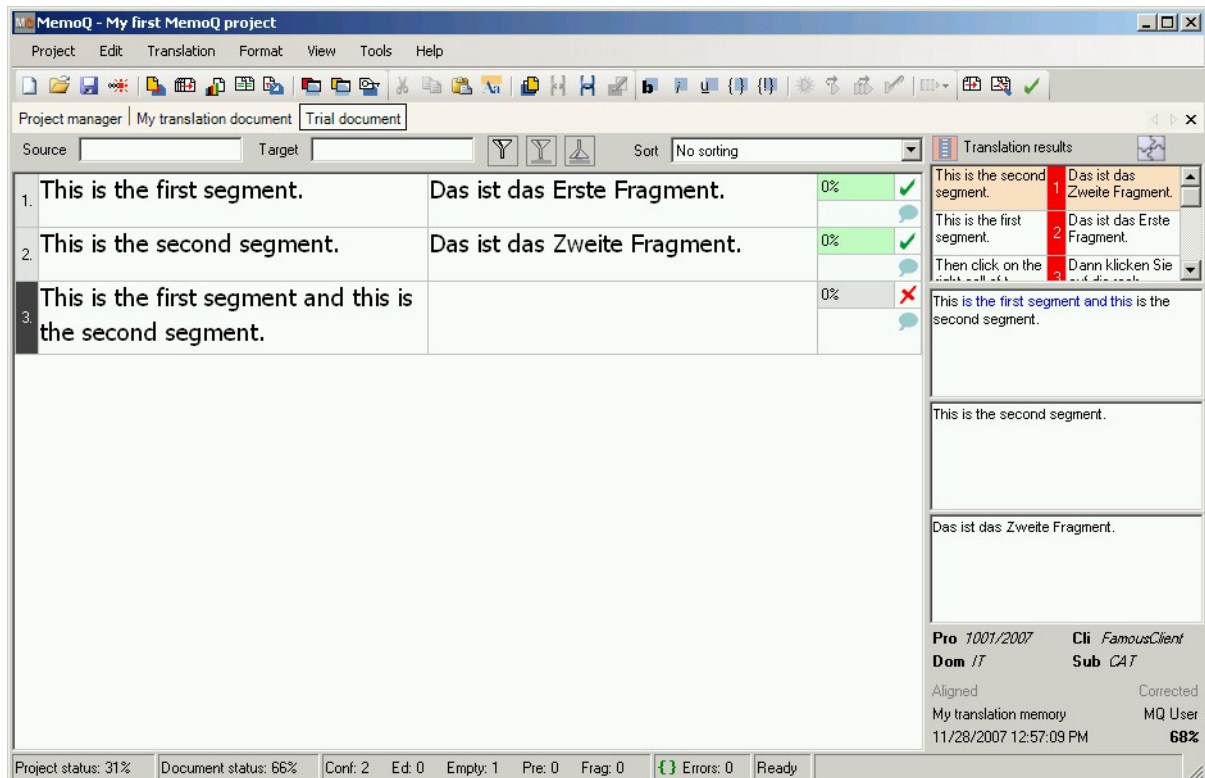 MemoQ - My first MemoQ project
Project Edit Translation Format View Tools Help
Project manager My translation document Trial document
Source Target Sort No sorting
Translation results
1. This is the first segment. Das ist das Erste Fragment. 0%
2. This is the second segment. Das ist das Zweite Fragment. 0%
3. This is the first segment and this is
the second segment. 0%
This is the second
segment.
1
Das ist das
Zweite Fragment.
This is the first
segment.
2
Das ist das Erste
Fragment.
Then click on the
3
Dann klicken Sie
This is the first segment and this is the
second segment.
This is the second segment.
Das ist das Zweite Fragment.
Pro 1001/2007 Cli FamousClient
Dom IT Sub CAT
Aligned Corrected
My translation memory MQ User
11/28/2007 12:57:09 PM 68%
Project status: 31% Document status: 66% Conf: 2 Ed: 0 Empty: 1 Pre: 0 Frag: 0 {} Errors: 0 Ready